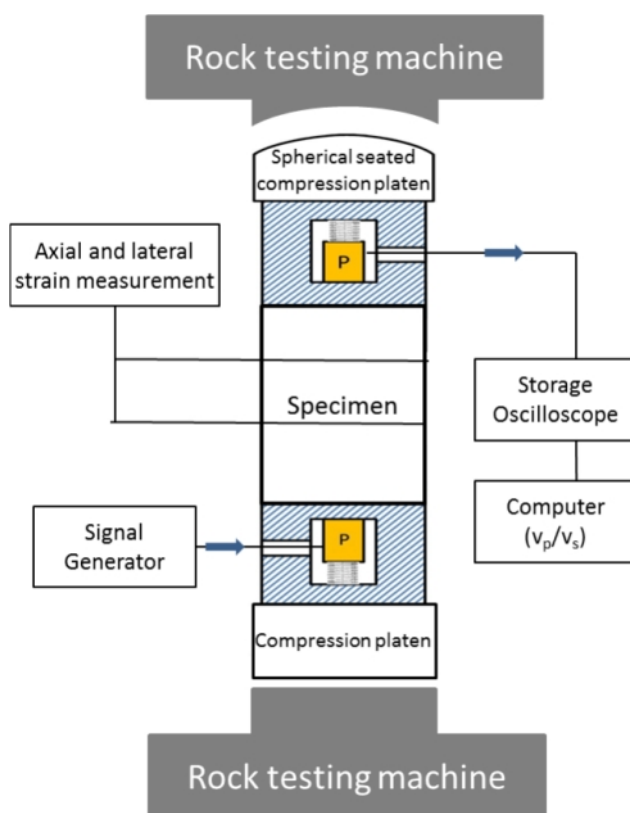 Rock testing machine
Spherical seated
compression platen
P
Axial and lateral
strain measurement
Specimen
Storage
Oscilloscope
Computer
(vₚ/vₛ)
Signal
Generator
P
Compression platen
Rock testing machine